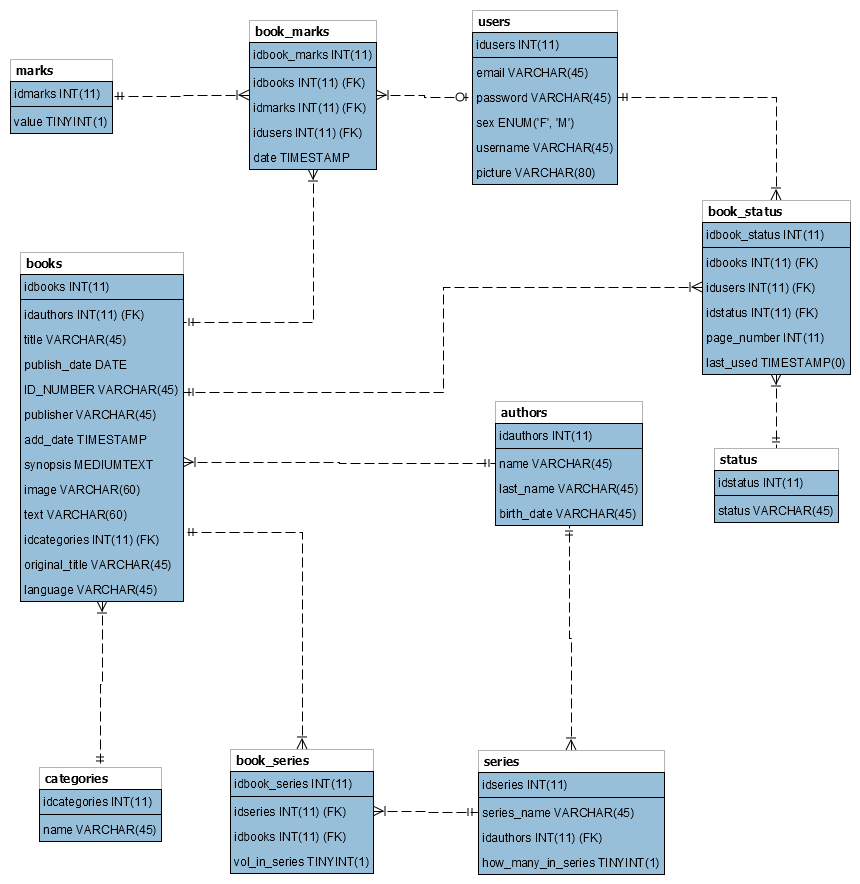 marks
idmarks INT(11)
value TINYINT(1)
book_marks
idbook_marks INT(11)
idbooks INT(11) (FK)
idmarks INT(11) (FK)
idusers INT(11) (FK)
date TIMESTAMP
users
idusers INT(11)
email VARCHAR(45)
password VARCHAR(45)
sex ENUM('F', 'M')
username VARCHAR(45)
picture VARCHAR(80)
book_status
idbook_status INT(11)
idbooks INT(11) (FK)
idusers INT(11) (FK)
idstatus INT(11) (FK)
page_number INT(11)
last_used TIMESTAMP(0)
books
idbooks INT(11)
idauthors INT(11) (FK)
title VARCHAR(45)
publish_date DATE
ID_NUMBER VARCHAR(45)
publisher VARCHAR(45)
add_date TIMESTAMP
synopsis MEDIUMTEXT
image VARCHAR(60)
text VARCHAR(60)
idcategories INT(11) (FK)
original_title VARCHAR(45)
language VARCHAR(45)
authors
idauthors INT(11)
name VARCHAR(45)
last_name VARCHAR(45)
birth_date VARCHAR(45)
status
idstatus INT(11)
status VARCHAR(45)
categories
idcategories INT(11)
name VARCHAR(45)
book_series
idbook_series INT(11)
idseries INT(11) (FK)
idbooks INT(11) (FK)
vol_in_series TINYINT(1)
series
idseries INT(11)
series_name VARCHAR(45)
idauthors INT(11) (FK)
how_many_in_series TINYINT(1)